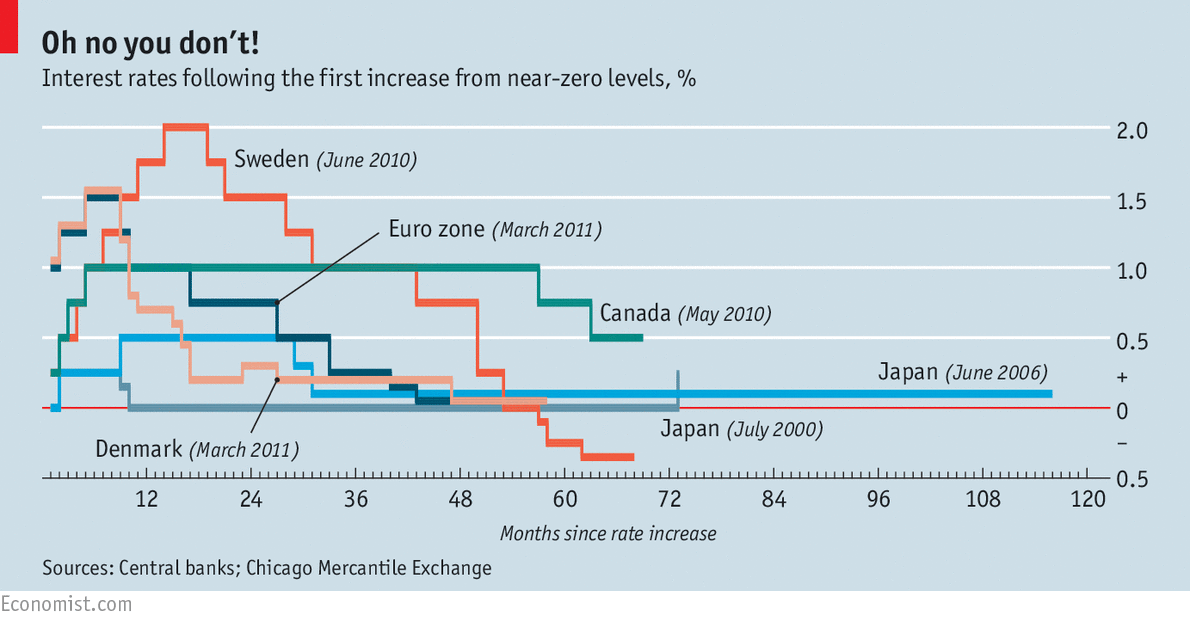 Oh no you don't!
Interest rates following the first increase from near-zero levels, %
2.0
Sweden (June 2010)
1.5
Euro zone (March 2011)
1.0
Canada (May 2010)
0.5
Japan (June 2006)
+
0
Japan (July 2000)
–
Denmark (March 2011)
0.5
12 24 36 48 60 72 84 96 108 120
Months since rate increase
Sources: Central banks; Chicago Mercantile Exchange
Economist.com